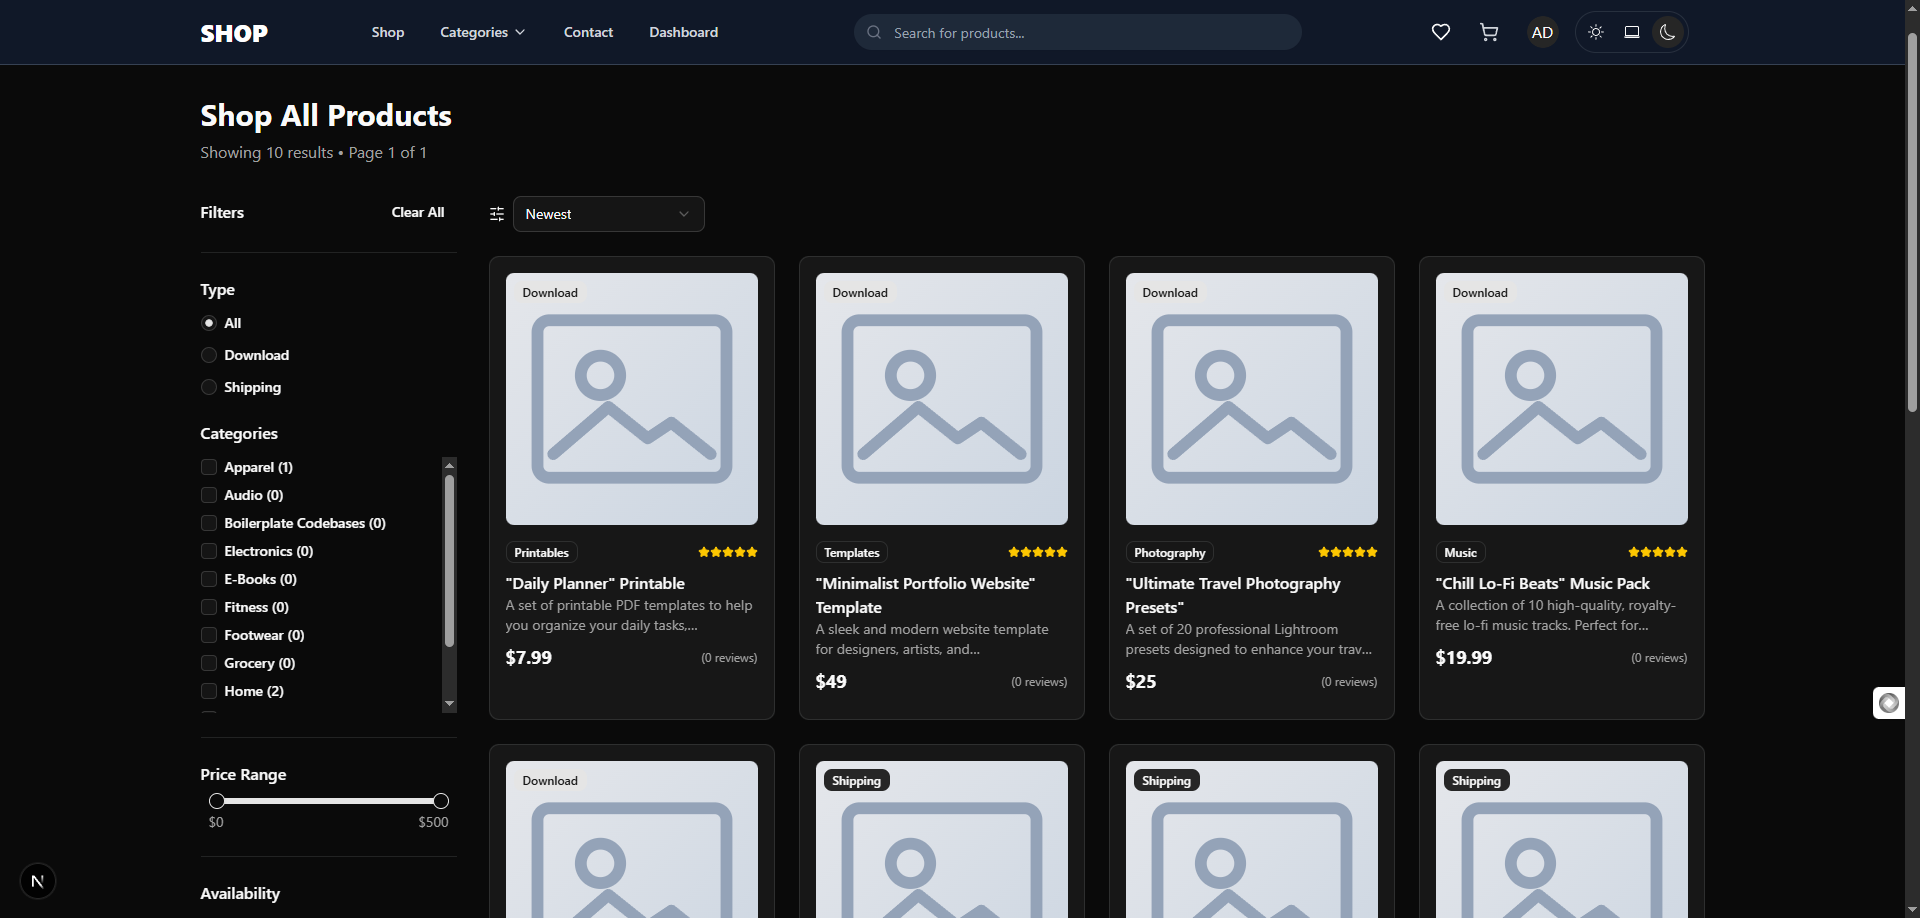 SHOP
Shop
Categories
Contact
Dashboard
Search for products...
AD
Shop All Products
Showing 10 results • Page 1 of 1
Filters
Clear All
Newest
Type
All
Download
Shipping
Categories
Apparel (1)
Audio (0)
Boilerplate Codebases (0)
Electronics (0)
E-Books (0)
Fitness (0)
Footwear (0)
Grocery (0)
Home (2)
Price Range
$0
$500
Availability
Download
Printables
"Daily Planner" Printable
A set of printable PDF templates to help
you organize your daily tasks,...
$7.99
(0 reviews)
Download
Templates
"Minimalist Portfolio Website"
Template
A sleek and modern website template
for designers, artists, and...
$49
(0 reviews)
Download
Photography
"Ultimate Travel Photography
Presets"
A set of 20 professional Lightroom
presets designed to enhance your trav...
$25
(0 reviews)
Download
Music
"Chill Lo-Fi Beats" Music Pack
A collection of 10 high-quality, royalty-
free lo-fi music tracks. Perfect for...
$19.99
(0 reviews)
Download
Shipping
Shipping
Shipping
N